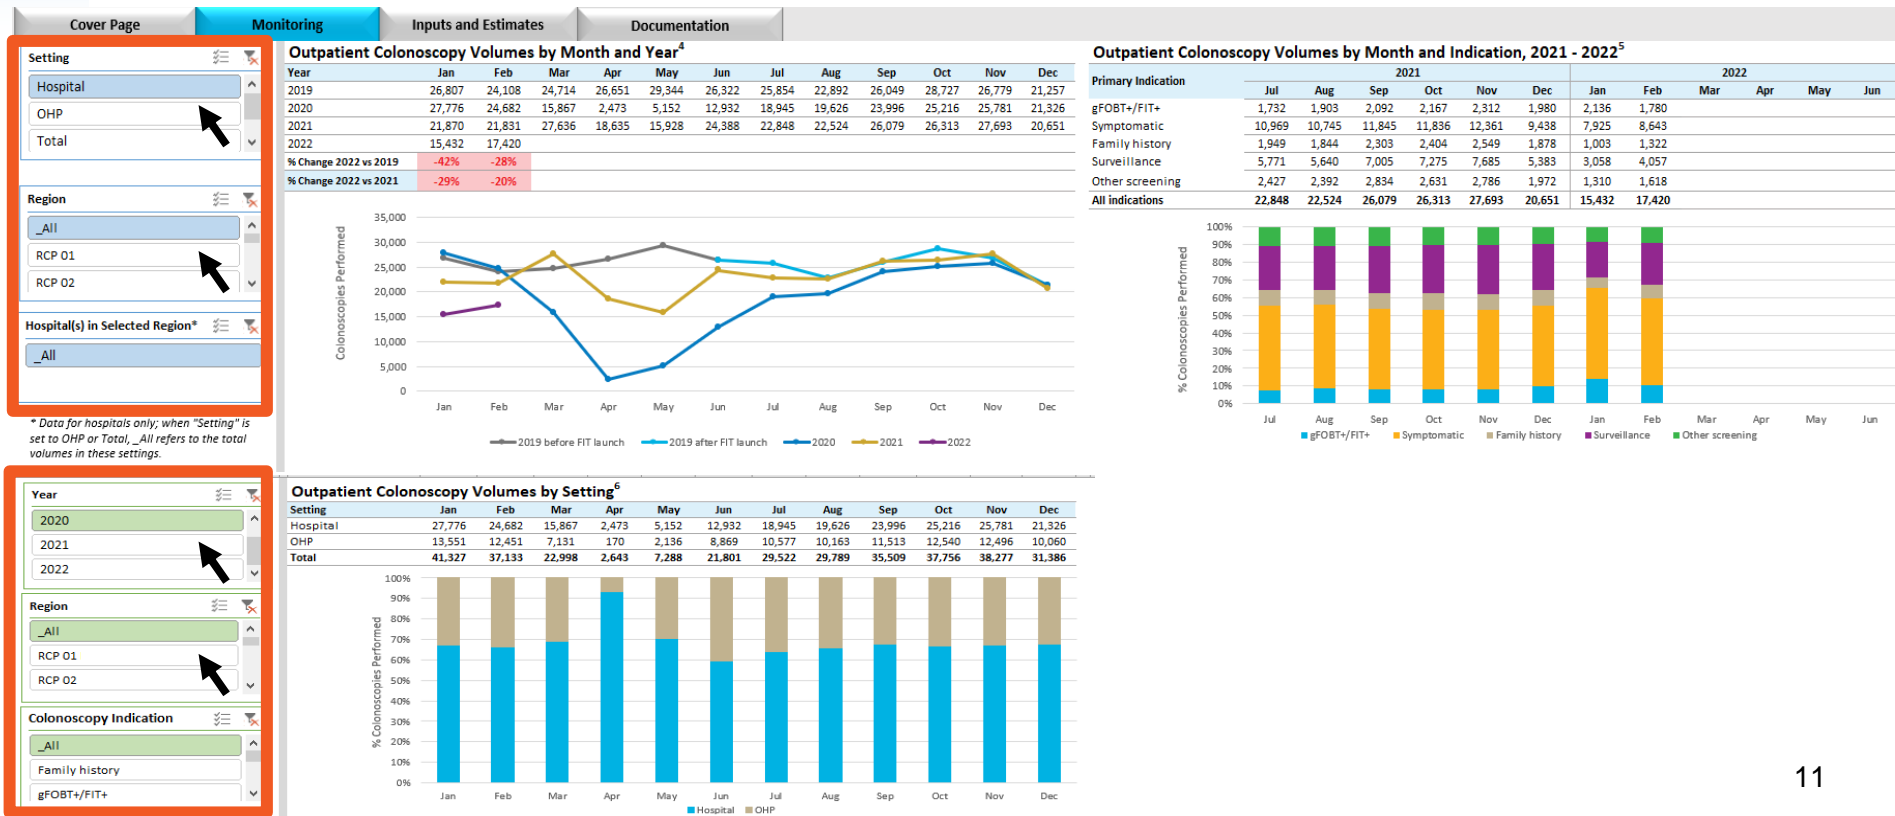 Cover Page Monitoring Inputs and Estimates Documentation
Setting
Hospital
OHP
Total
Region
_All
RCP 01
RCP 02
Hospital(s) in Selected Region*
_All
* Data for hospitals only; when "Setting" is
set to OHP or Total, _All refers to the total
volumes in these settings.
Outpatient Colonoscopy Volumes by Month and Year4
Year Jan Feb Mar Apr May Jun Jul Aug Sep Oct Nov Dec
2019 26,807 24,108 24,714 26,651 29,344 26,322 25,854 22,892 26,049 28,727 26,779 21,257
2020 27,776 24,682 15,867 2,473 5,152 12,932 18,945 19,626 23,996 25,216 25,781 21,326
2021 21,870 21,831 27,636 18,635 15,928 24,388 22,848 22,524 26,079 26,313 27,693 20,651
2022 15,432 17,420
% Change 2022 vs 2019 -42% -28%
% Change 2022 vs 2021 -29% -20%
Colonoscopies Performed
35,000
30,000
25,000
20,000
15,000
10,000
5,000
0
Jan Feb Mar Apr May Jun Jul Aug Sep Oct Nov Dec
2019 before FIT launch 2019 after FIT launch 2020 2021 2022
Outpatient Colonoscopy Volumes by Month and Indication, 2021 - 20225
Primary Indication 2021 2022
Jul Aug Sep Oct Nov Dec Jan Feb Mar Apr May Jun
gFOBT+/FIT+ 1,732 1,903 2,092 2,167 2,312 1,980 2,136 1,780
Symptomatic 10,969 10,745 11,845 11,836 12,361 9,438 7,925 8,643
Family history 1,949 1,844 2,303 2,404 2,549 1,878 1,003 1,322
Surveillance 5,771 5,640 7,005 7,275 7,685 5,383 3,058 4,057
Other screening 2,427 2,392 2,834 2,631 2,786 1,972 1,310 1,618
All indications 22,848 22,524 26,079 26,313 27,693 20,651 15,432 17,420
% Colonoscopies Performed
100%
90%
80%
70%
60%
50%
40%
30%
20%
10%
0%
Jul Aug Sep Oct Nov Dec Jan Feb Mar Apr May Jun
gFOBT+/FIT+ Symptomatic Family history Surveillance Other screening
Year
2020
2021
2022
Region
_All
RCP 01
RCP 02
Colonoscopy Indication
_All
Family history
gFOBT+/FIT+
Outpatient Colonoscopy Volumes by Setting6
Setting Jan Feb Mar Apr May Jun Jul Aug Sep Oct Nov Dec
Hospital 27,776 24,682 15,867 2,473 5,152 12,932 18,945 19,626 23,996 25,216 25,781 21,326
OHP 13,551 12,451 7,131 170 2,136 8,869 10,577 10,163 11,513 12,540 12,496 10,060
Total 41,327 37,133 22,998 2,643 7,288 21,801 29,522 29,789 35,509 37,756 38,277 31,386
% Colonoscopies Performed
100%
90%
80%
70%
60%
50%
40%
30%
20%
10%
0%
Jan Feb Mar Apr May Jun Jul Aug Sep Oct Nov Dec
Hospital OHP
11